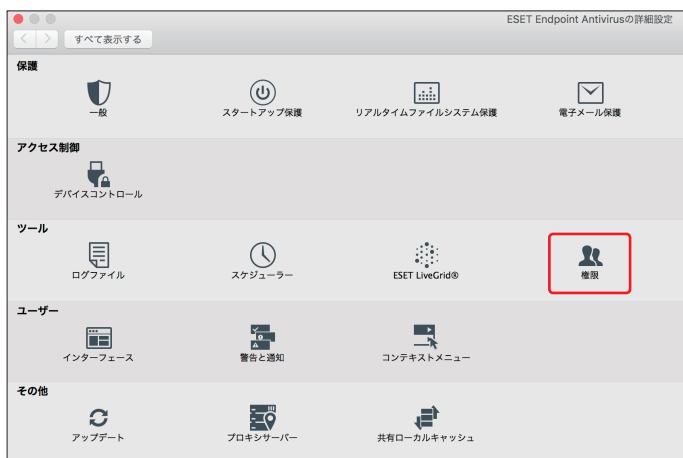 ESET Endpoint Antivirusの詳細設定
すべて表示する
保護
一般
スタートアップ保護
リアルタイムファイルシステム保護
電子メール保護
アクセス制御
デバイスコントロール
ツール
ログファイル
スケジューラー
ESET LiveGrid®
権限
ユーザー
インターフェース
警告と通知
コンテキストメニュー
その他
アップデート
プロキシサーバー
共有ローカルキャッシュ